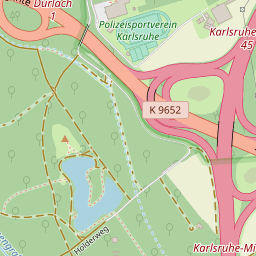 Durlach
1
Polizeisportverein
Karlsruhe
Karlsruhe-
45
K 9652
Holderweg
Karlsruhe-Mi